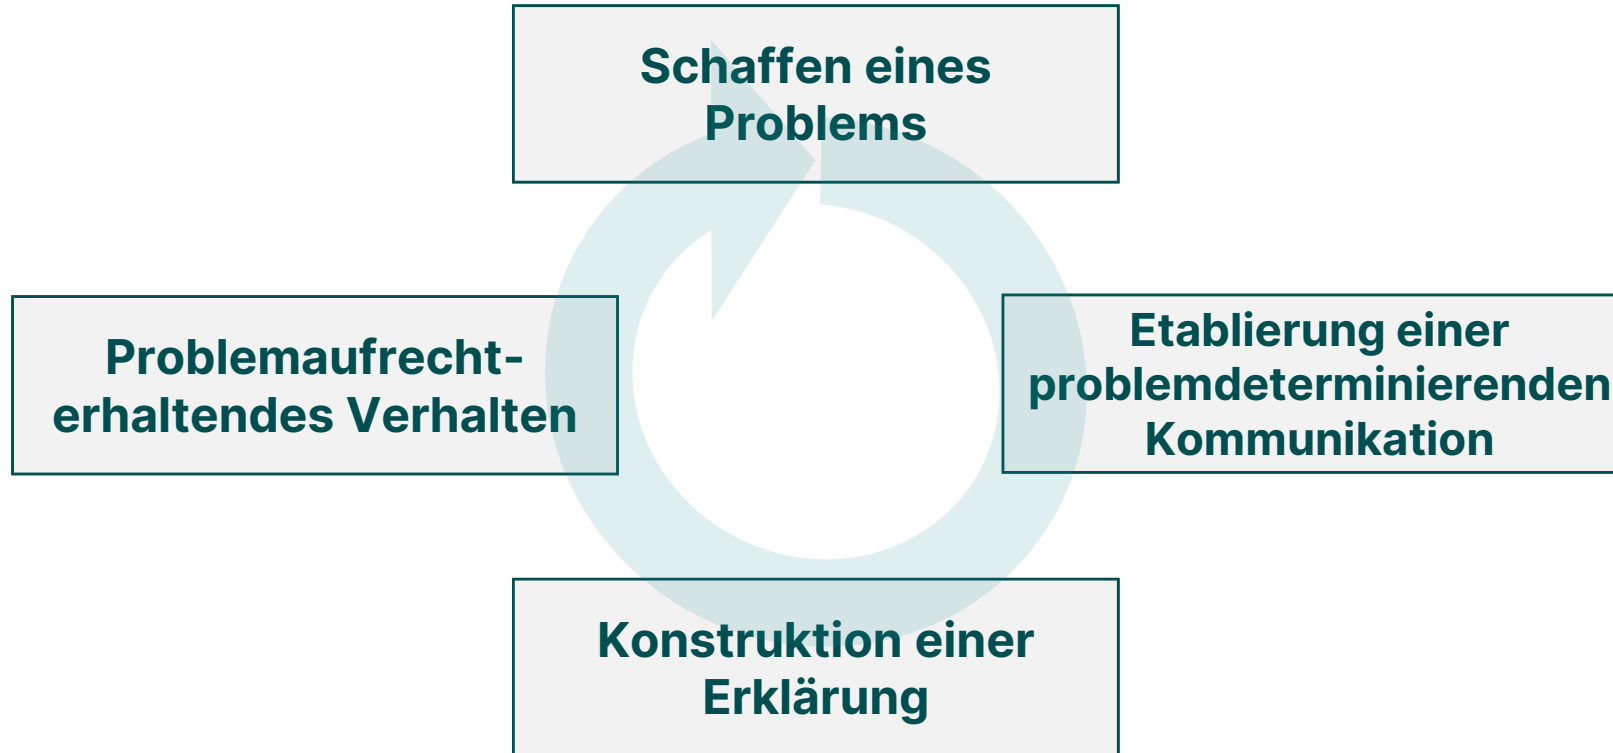 Schaffen eines
Problems
Etablierung einer
problemdeterminierenden
Kommunikation
Problemaufrecht-
erhaltendes Verhalten
Konstruktion einer
Erklärung